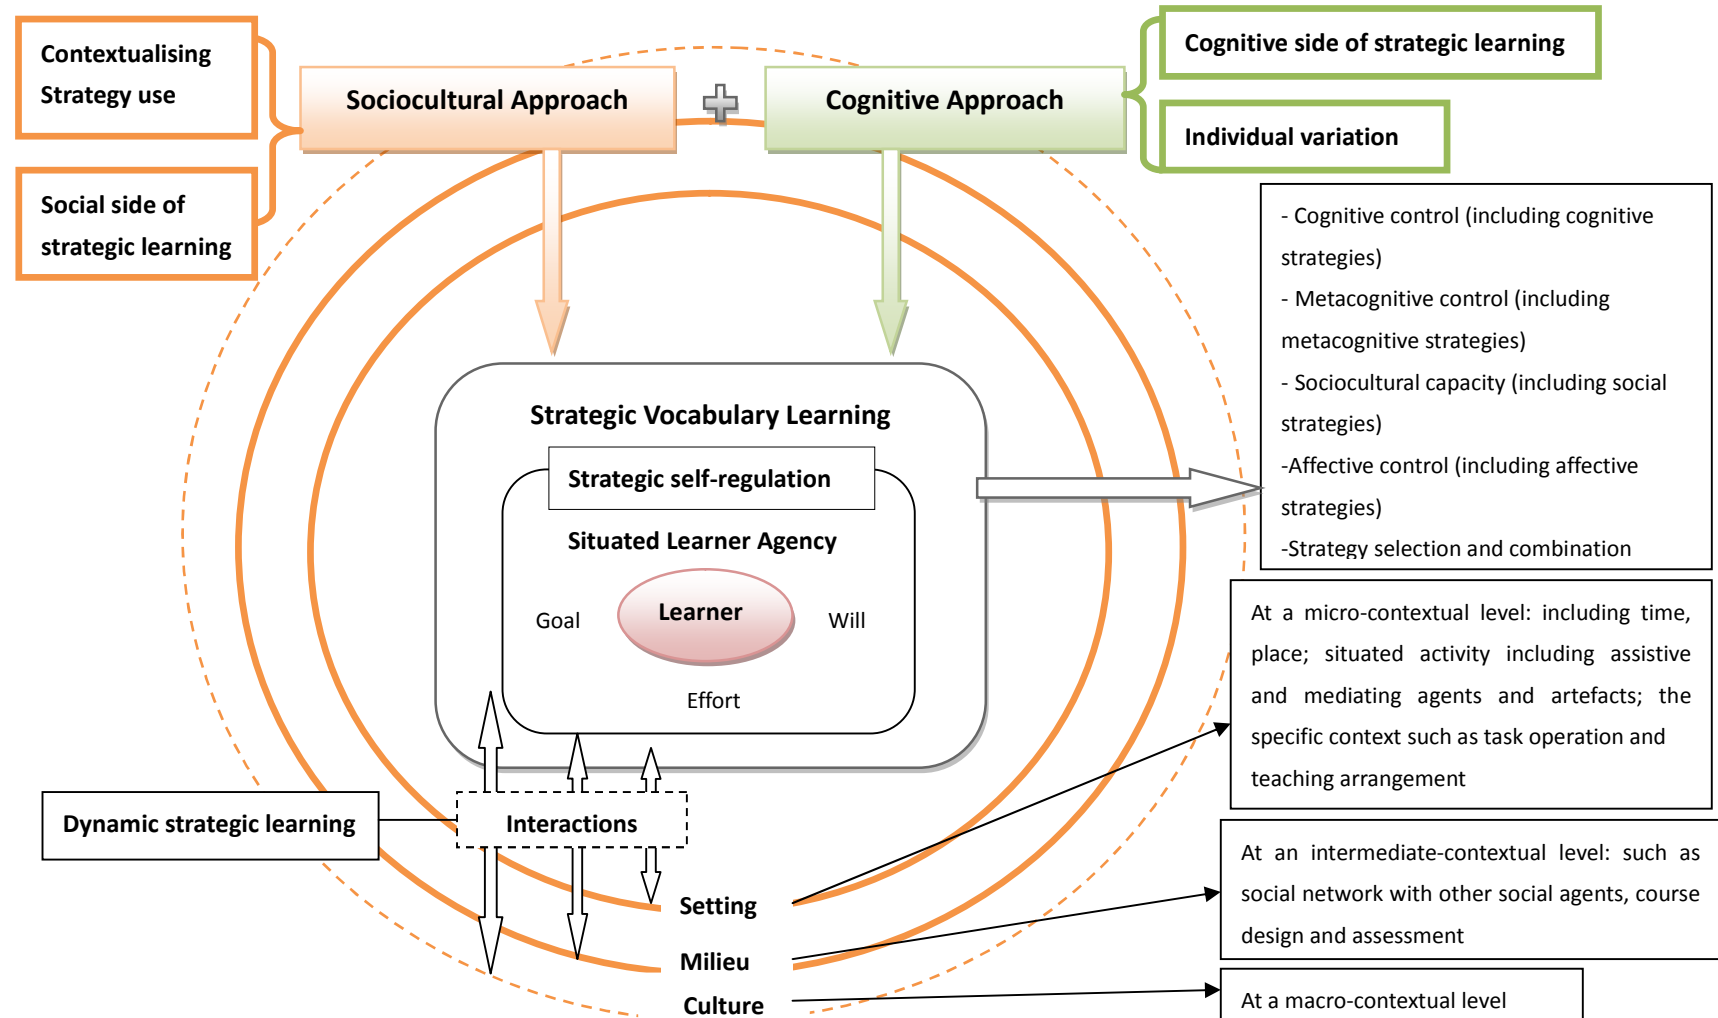 Contextualising
Strategy use
Social side of
strategic learning
Sociocultural Approach
Cognitive Approach
Cognitive side of strategic learning
Individual variation
- Cognitive control (including cognitive
strategies)
- Metacognitive control (including
metacognitive strategies)
- Sociocultural capacity (including social
strategies)
-Affective control (including affective
strategies)
-Strategy selection and combination
Strategic Vocabulary Learning
Strategic self-regulation
Situated Learner Agency
Goal
Learner
Will
Effort
At a micro-contextual level: including time,
place; situated activity including assistive
and mediating agents and artefacts; the
specific context such as task operation and
teaching arrangement
Dynamic strategic learning
Interactions
At an intermediate-contextual level: such as
social network with other social agents, course
design and assessment
Setting
Milieu
Culture
At a macro-contextual level